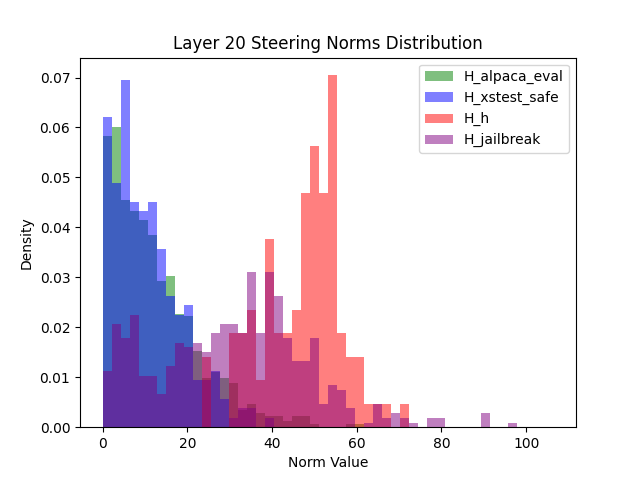 Layer 20 Steering Norms Distribution
H_alpaca_eval
H_xstest_safe
H_h
H_jailbreak
Density
0.07
0.06
0.05
0.04
0.03
0.02
0.01
0.00
0 20 40 60 80 100
Norm Value